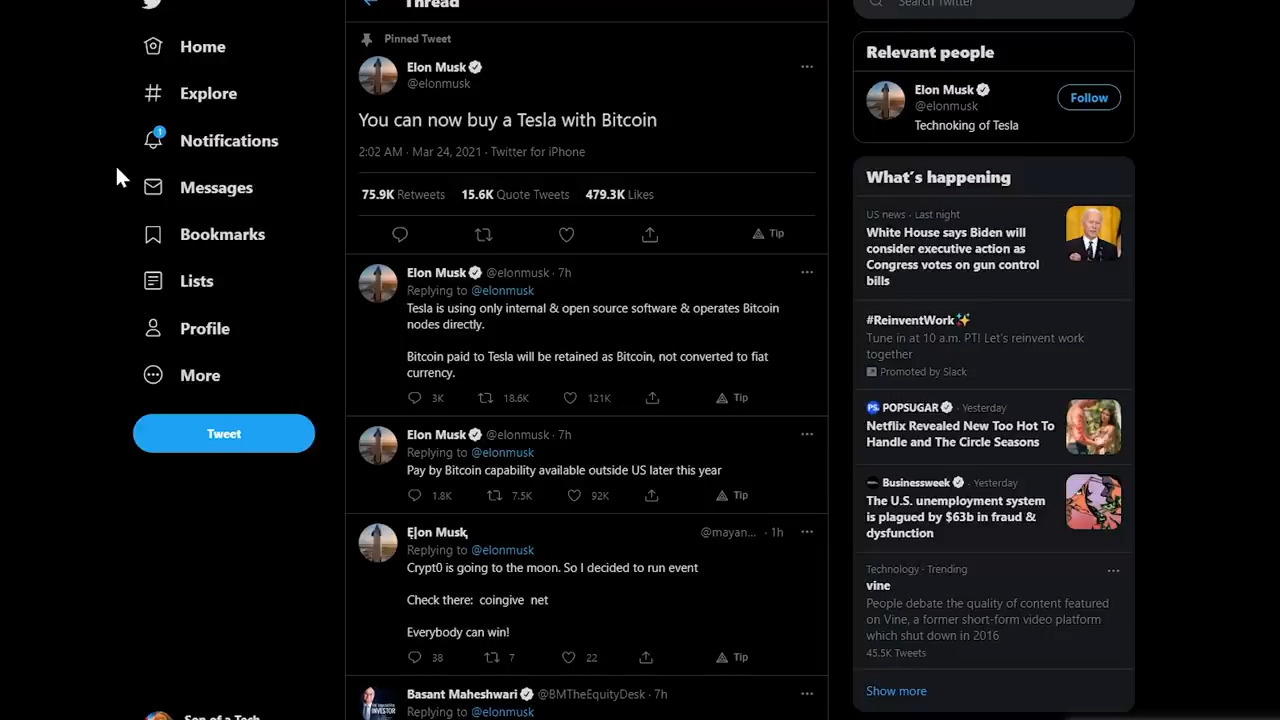 Thread
Search Twitter
Home
Explore
1
Notifications
Messages
Bookmarks
Lists
Profile
More
Tweet
Son of a Tech
Pinned Tweet
Elon Musk
@elonmusk
You can now buy a Tesla with Bitcoin
2:02 AM · Mar 24, 2021 · Twitter for iPhone
75.9K Retweets 15.6K Quote Tweets 479.3K Likes
Tip
Elon Musk @elonmusk · 7h
Replying to @elonmusk
Tesla is using only internal & open source software & operates Bitcoin
nodes directly.
Bitcoin paid to Tesla will be retained as Bitcoin, not converted to fiat
currency.
3K 18.6K 121K Tip
Elon Musk @elonmusk · 7h
Replying to @elonmusk
Pay by Bitcoin capability available outside US later this year
1.8K 7.5K 92K Tip
Ẹḷon Musḳ @mayan... · 1h
Replying to @elonmusk
Crypt0 is going to the moon. So I decided to run event
Check there: coingive net
Everybody can win!
38 7 22 Tip
Basant Maheshwari @BMTheEquityDesk · 7h
Replying to @elonmusk
Relevant people
Elon Musk
@elonmusk
Follow
Technoking of Tesla
What's happening
US news · Last night
White House says Biden will
consider executive action as
Congress votes on gun control
bills
#ReinventWork✨
Tune in at 10 a.m. PT! Let's reinvent work
together
Promoted by Slack
PS. POPSUGAR · Yesterday
Netflix Revealed New Too Hot To
Handle and The Circle Seasons
Businessweek · Yesterday
The U.S. unemployment system
is plagued by $63b in fraud &
dysfunction
Technology · Trending
vine
People debate the quality of content featured
on Vine, a former short-form video platform
which shut down in 2016
45.5K Tweets
Show more